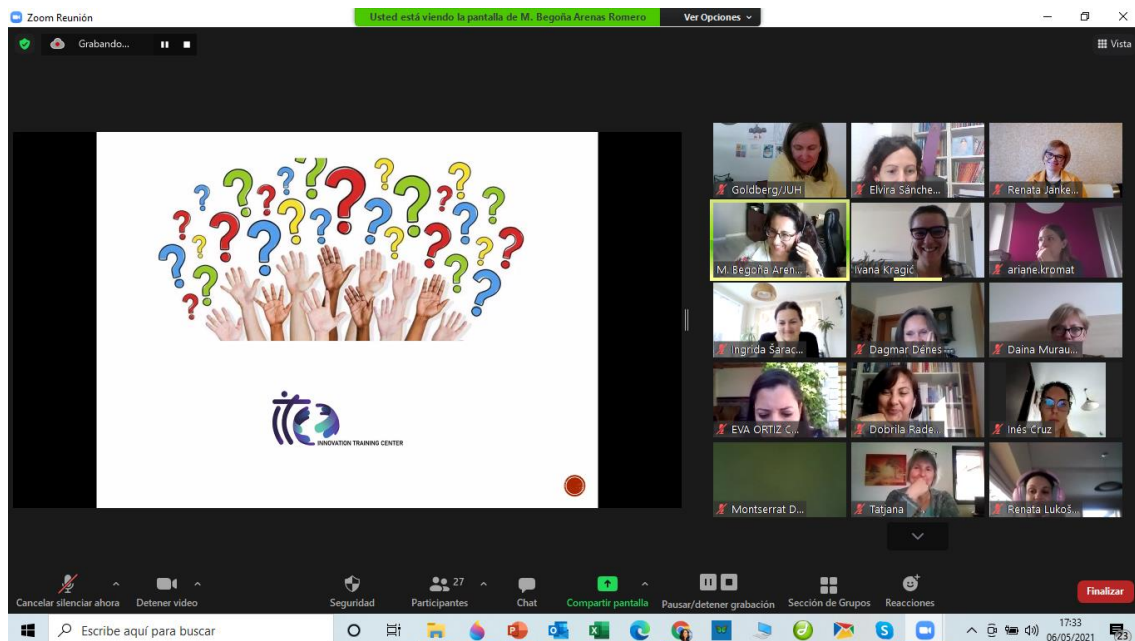 Zoom Reunión
Usted está viendo la pantalla de M. Begoña Arenas Romero
Ver Opciones
Grabando...
Vista
Goldberg/JUH
Elvira Sánche...
Renata Janke...
M. Begoña Aren...
Ivana Kragić
ariane.kromat
Ingrida Šarac...
Dagmar Dénes
Daina Murau...
EVA ORTIZ C...
Dobrila Rade...
Inés Cruz
Montserrat D...
Tatjana
Renata Lukoš...
? ? ? ? ? ? ? ? ? ? ? ? ? ? ? ? ? ? ? ? ? ? ? ? ? ?
itc
INNOVATION TRAINING CENTER
Cancelar silenciar ahora
Detener video
Seguridad
27
Participantes
Chat
Compartir pantalla
Pausar/detener grabación
Sección de Grupos
Reacciones
Finalizar
Escribe aquí para buscar
17:33
06/05/2021